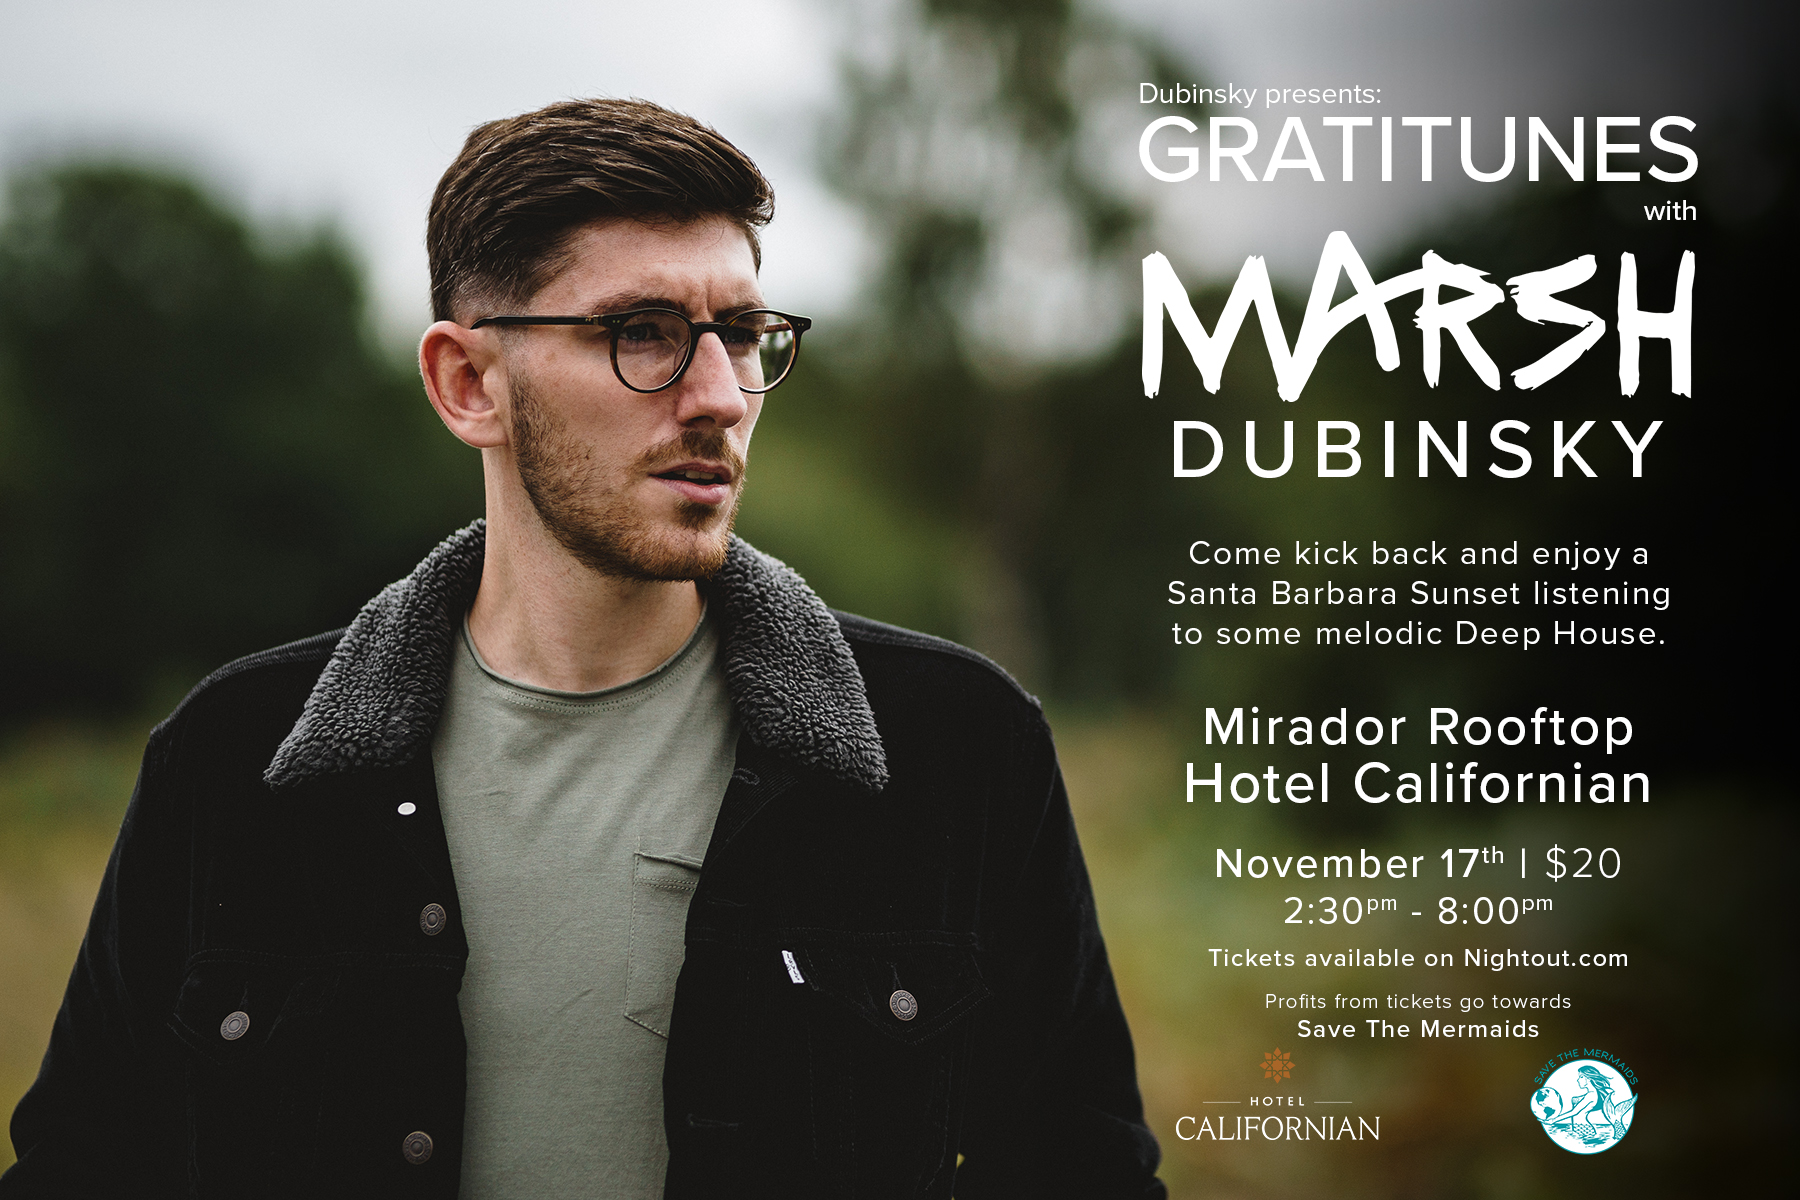 Dubinsky presents:
GRATITUNES
with
MARSH
DUBINSKY
Come kick back and enjoy a
Santa Barbara Sunset listening
to some melodic Deep House.
Mirador Rooftop
Hotel Californian
November 17th | $20
2:30pm - 8:00pm
Tickets available on Nightout.com
Profits from tickets go towards
Save The Mermaids
HOTEL
CALIFORNIAN
SAVE THE MERMAIDS